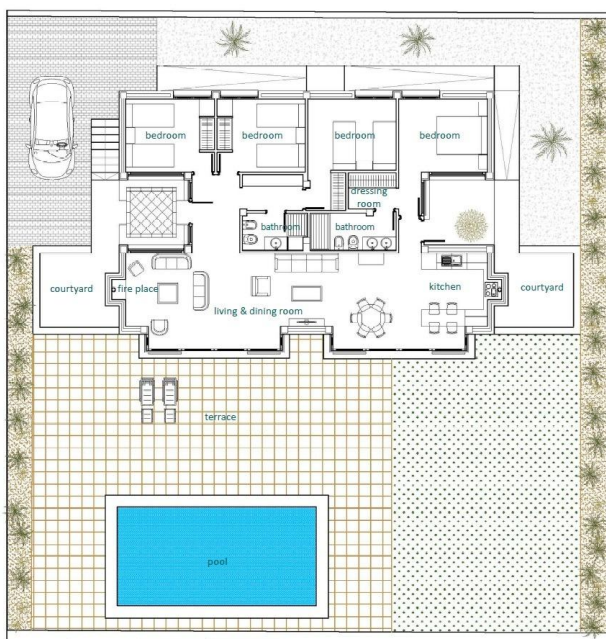 bedroom
bedroom
bedroom
bedroom
dressing
room
bathroom
bathroom
courtyard
fire place
kitchen
courtyard
living & dining room
terrace
pool